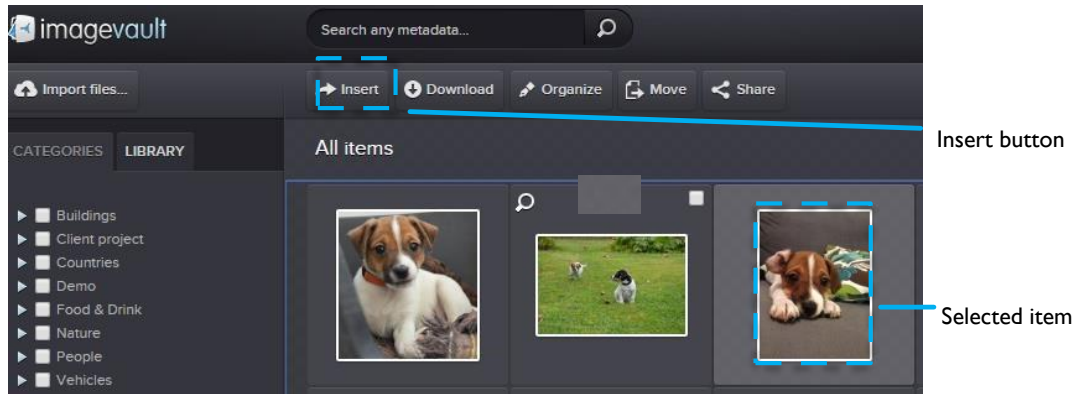 imagevault
Search any metadata...
Import files...
Insert
Download
Organize
Move
Share
Insert button
CATEGORIES
LIBRARY
All items
Buildings
Client project
Countries
Demo
Food & Drink
Nature
People
Vehicles
Selected item